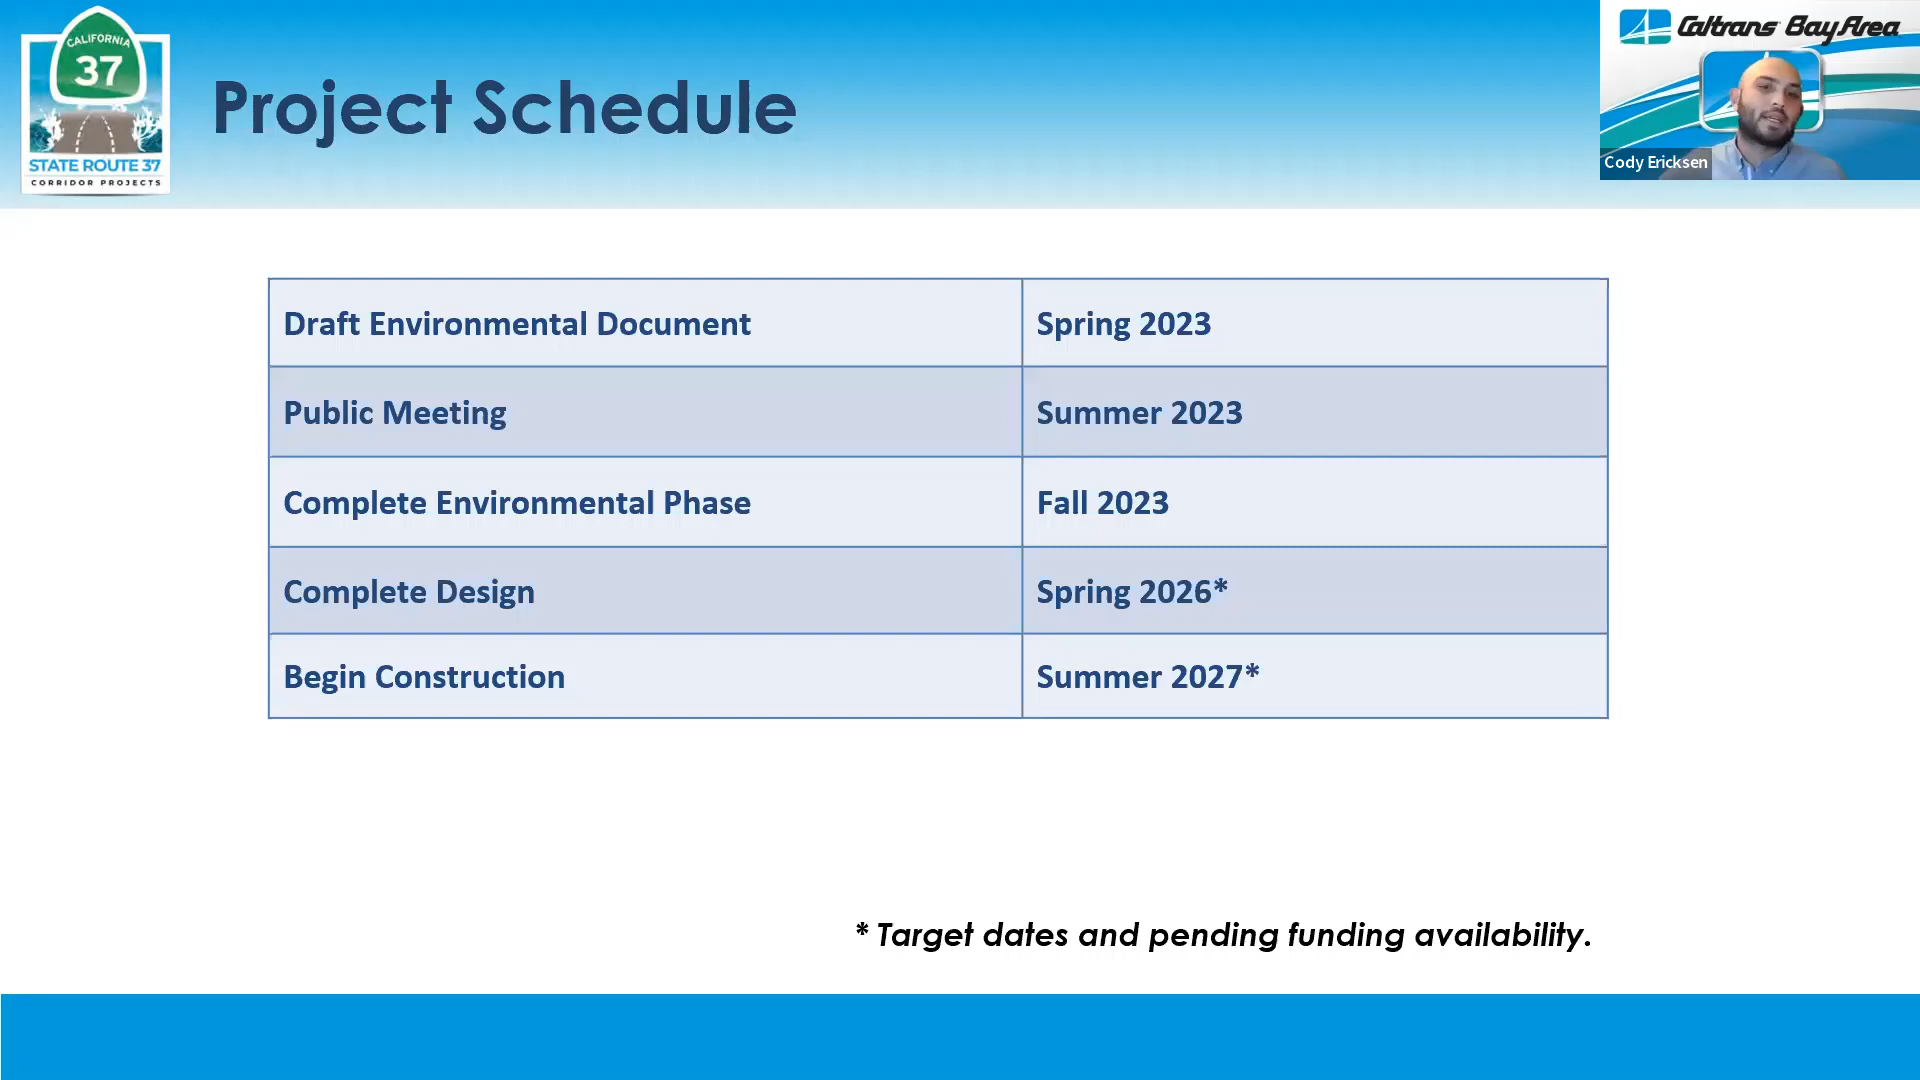 CALIFORNIA
37
STATE ROUTE 37
CORRIDOR PROJECTS
Project Schedule
Caltrans Bay Area
Cody Ericksen
Draft Environmental Document Spring 2023
Public Meeting Summer 2023
Complete Environmental Phase Fall 2023
Complete Design Spring 2026*
Begin Construction Summer 2027*
* Target dates and pending funding availability.